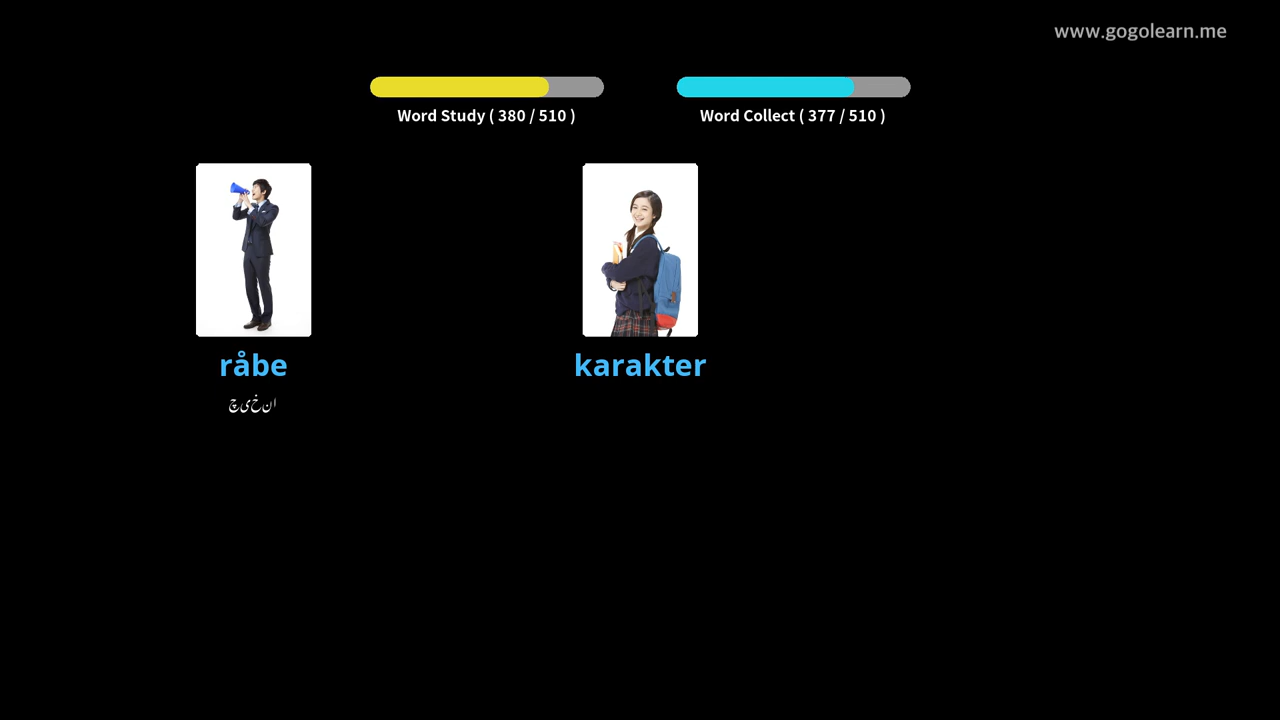 www.gogolearn.me
Word Study ( 380 / 510 )
Word Collect ( 377 / 510 )
råbe
karakter
چیخنا